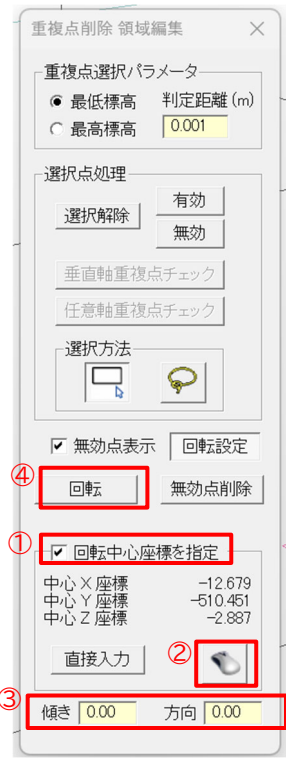 重複点削除 領域編集
重複点選択パラメータ
最低標高 判定距離(m)
最高標高 0.001
選択点処理
選択解除 有効
無効
垂直軸重複点チェック
任意軸重複点チェック
選択方法
無効点表示 回転設定
④
回転 無効点削除
① 回転中心座標を指定
中心X座標 -12.679
中心Y座標 -510.451
中心Z座標 -2.887
直接入力 ②
③
傾き 0.00 方向 0.00